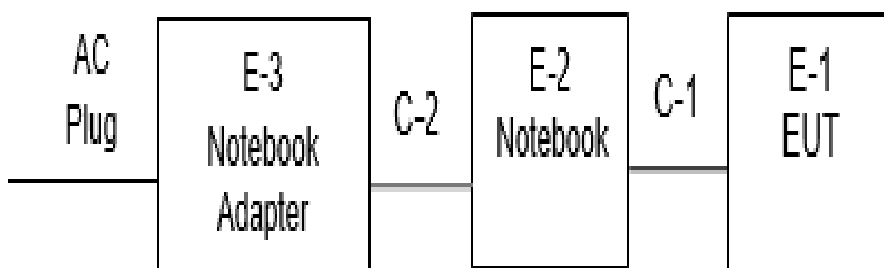 AC
Plug
E-3
Notebook
Adapter
C-2
E-2
Notebook
C-1
E-1
EUT